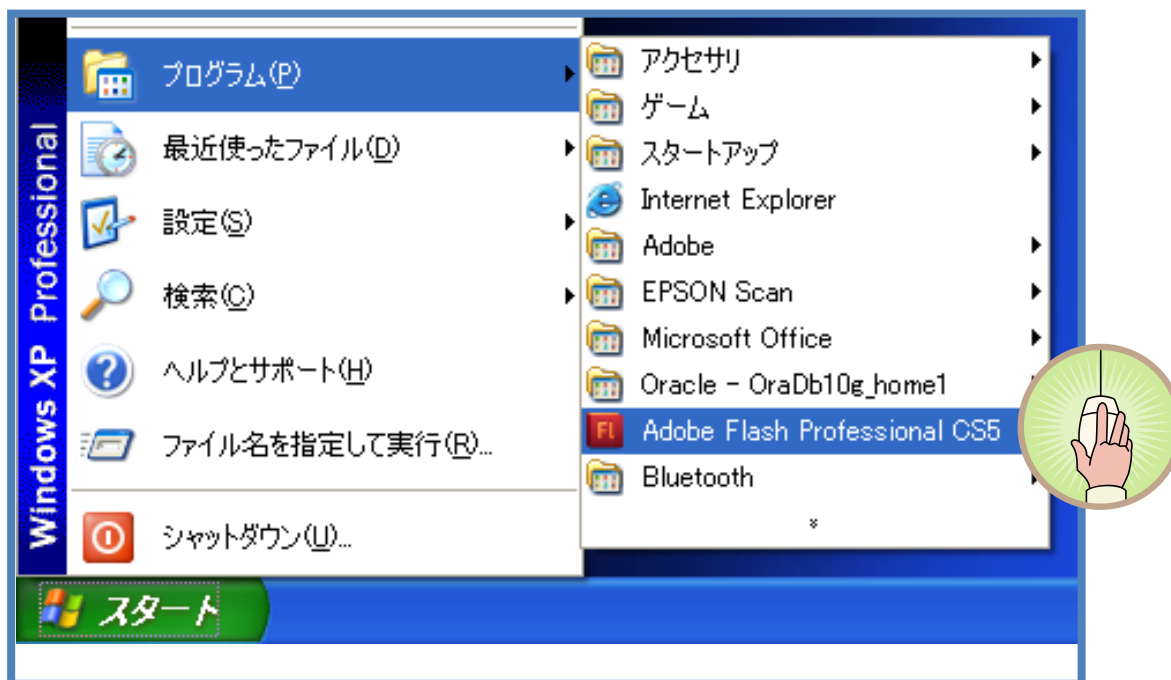 Windows XP Professional
プログラム(P)
最近使ったファイル(D)
設定(S)
検索(C)
ヘルプとサポート(H)
ファイル名を指定して実行(R)...
シャットダウン(U)...
アクセサリ
ゲーム
スタートアップ
Internet Explorer
Adobe
EPSON Scan
Microsoft Office
Oracle - OraDb10g_home1
FL Adobe Flash Professional CS5
Bluetooth
スタート